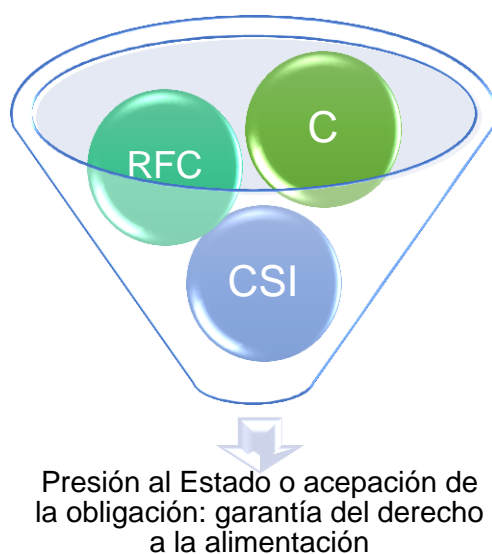 C
RFC
CSI
Presión al Estado o acepación de
la obligación: garantía del derecho
a la alimentación